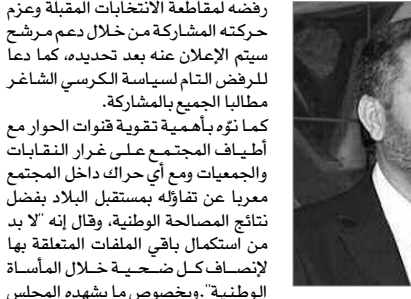 رفضه لمقاطعة الانتخابات المقبلة وعزم
حركته المشاركة من خلال دعم مرشح
سيتم الإعلان عنه بعد تحديده، كما دعا
للرفض التام لسياسة الكرسي الشاغر
مطالبا الجميع بالمشاركة.
كما نوّه بأهمية تقوية قنوات الحوار مع
أطياف المجتمع على غرار النقابات
والجمعيات ومع أي حراك داخل المجتمع
معربا عن تفاؤله بمستقبل البلاد بفضل
نتائج المصالحة الوطنية، وقال إنه "لا بد
من استكمال باقي الملفات المتعلقة بها
لإنصاف كل ضحية خلال المأساة
الوطنية". وبخصوص ما يشهده المجلس